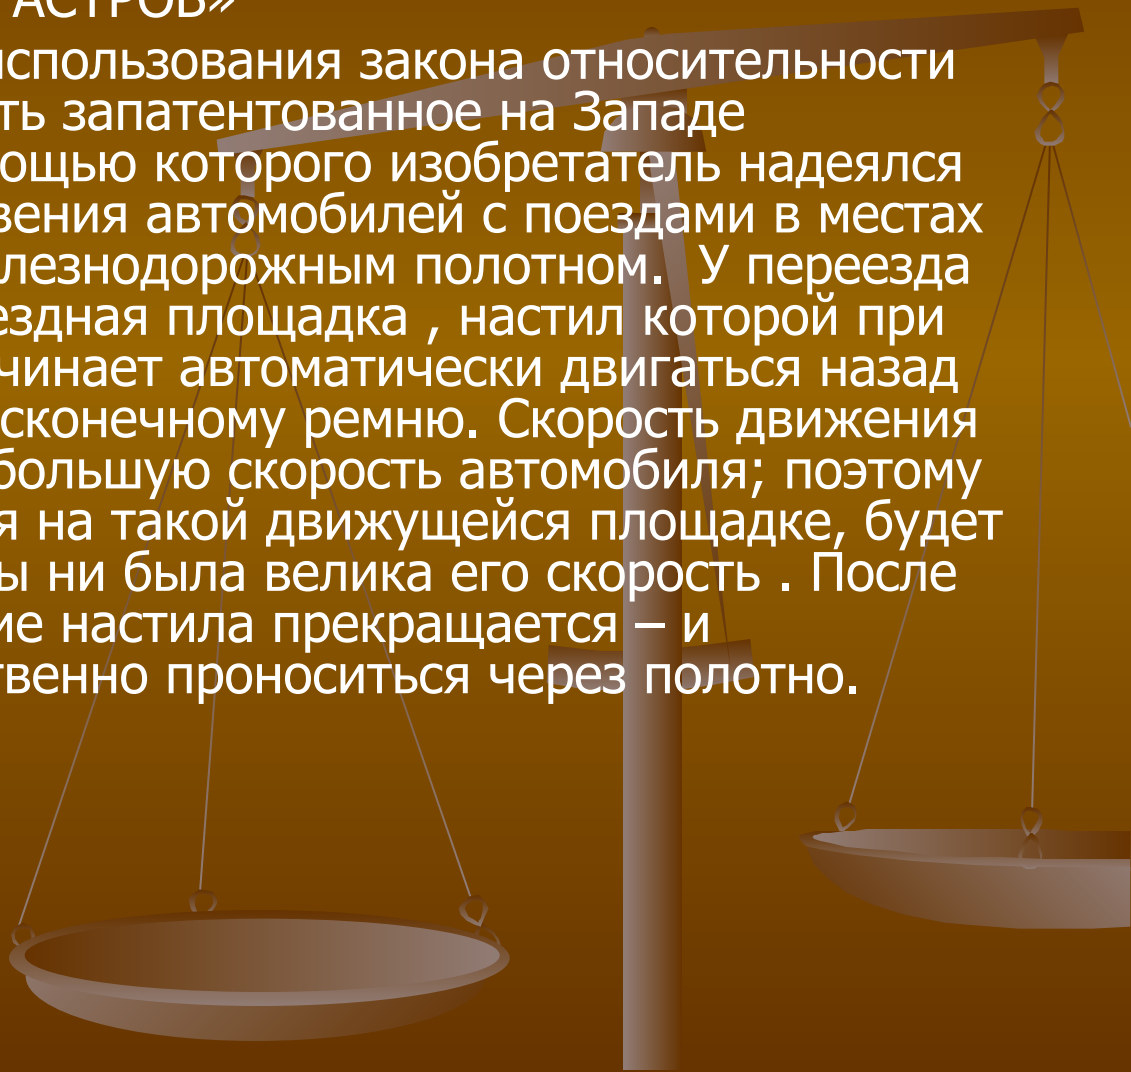 АСТРОВ»
использования закона относительности
ть запатентованное на Западе
ощью которого изобретатель надеялся
вения автомобилей с поездами в местах
лезнодорожным полотном. У переезда
ездная площадка , настил которой при
чинает автоматически двигаться назад
сконечному ремню. Скорость движения
большую скорость автомобиля; поэтому
я на такой движущейся площадке, будет
ы ни была велика его скорость . После
ие настила прекращается – и
твенно проноситься через полотно.